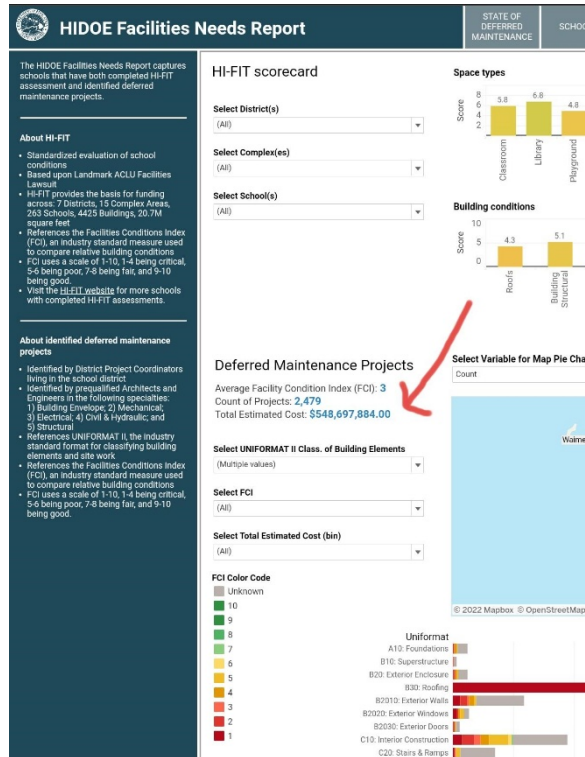 HIDOE Facilities Needs Report
STATE OF
DEFERRED
MAINTENANCE
The HIDOE Facilities Needs Report captures
schools that have both completed HI-FIT
assessment and identified deferred
maintenance projects.
About HI-FIT
• Standardized evaluation of school
conditions
• Based upon Landmark ACLU Facilities
Lawsuit
• HI-FIT provides the basis for funding
across: 7 Districts, 15 Complex Areas,
263 Schools, 4425 Buildings, 20.7M
square feet
• References the Facilities Conditions Index
(FCI), an industry standard measure used
to compare relative building conditions
• FCI uses a scale of 1-10, 1-4 being critical,
5-6 being poor, 7-8 being fair, and 9-10
being good.
• Visit the HI-FIT website for more schools
with completed HI-FIT assessments.
About identified deferred maintenance
projects
• Identified by District Project Coordinators
living in the school district
• Identified by prequalified Architects and
Engineers in the following specialties:
1) Building Envelope; 2) Mechanical;
3) Electrical; 4) Civil & Hydraulic; and
5) Structural
• References UNIFORMAT II, the industry
standard format for classifying building
elements and site work
• References the Facilities Conditions Index
(FCI), an industry standard measure used
to compare relative building conditions
• FCI uses a scale of 1-10, 1-4 being critical,
5-6 being poor, 7-8 being fair, and 9-10
being good.
HI-FIT scorecard
Select District(s)
(All)
Select Complex(es)
(All)
Select School(s)
(All)
Space types
Score
8
6
4
2
5.8
6.8
4.8
Classroom
Library
Playground
Building conditions
Score
10
5
0
4.3
5.1
Roofs
Building
Structural
Deferred Maintenance Projects
Average Facility Condition Index (FCI): 3
Count of Projects: 2,479
Total Estimated Cost: $548,697,884.00
Select UNIFORMAT II Class. of Building Elements
(Multiple values)
Select FCI
(All)
Select Total Estimated Cost (bin)
(All)
Select Variable for Map Pie Cha
Count
© 2022 Mapbox © OpenStreetMap
FCI Color Code
Unknown
10
9
8
7
6
5
4
3
2
1
Uniformat
A10: Foundations
B10: Superstructure
B20: Exterior Enclosure
B30: Roofing
B2010: Exterior Walls
B2020: Exterior Windows
B2030: Exterior Doors
C10: Interior Construction
C20: Stairs & Ramps